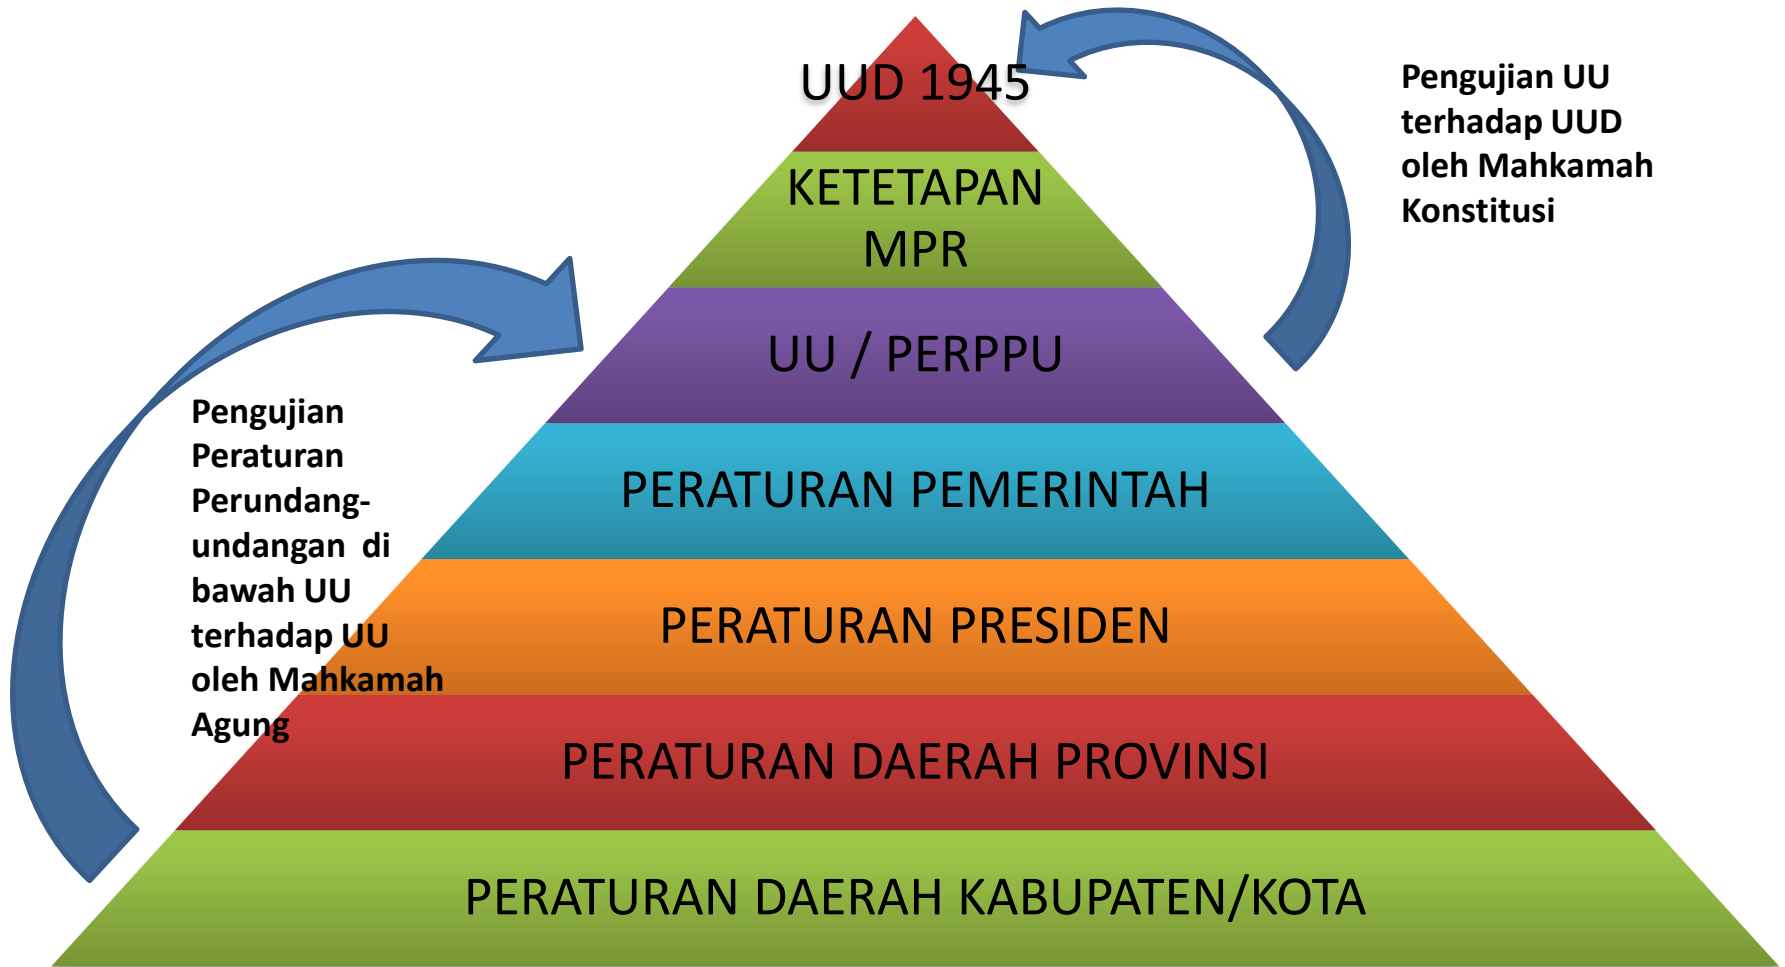 UUD 1945
KETETAPAN
MPR
UU / PERPPU
PERATURAN PEMERINTAH
PERATURAN PRESIDEN
PERATURAN DAERAH PROVINSI
PERATURAN DAERAH KABUPATEN/KOTA
Pengujian UU
terhadap UUD
oleh Mahkamah
Konstitusi
Pengujian
Peraturan
Perundang-
undangan  di
bawah UU
terhadap UU
oleh Mahkamah
Agung